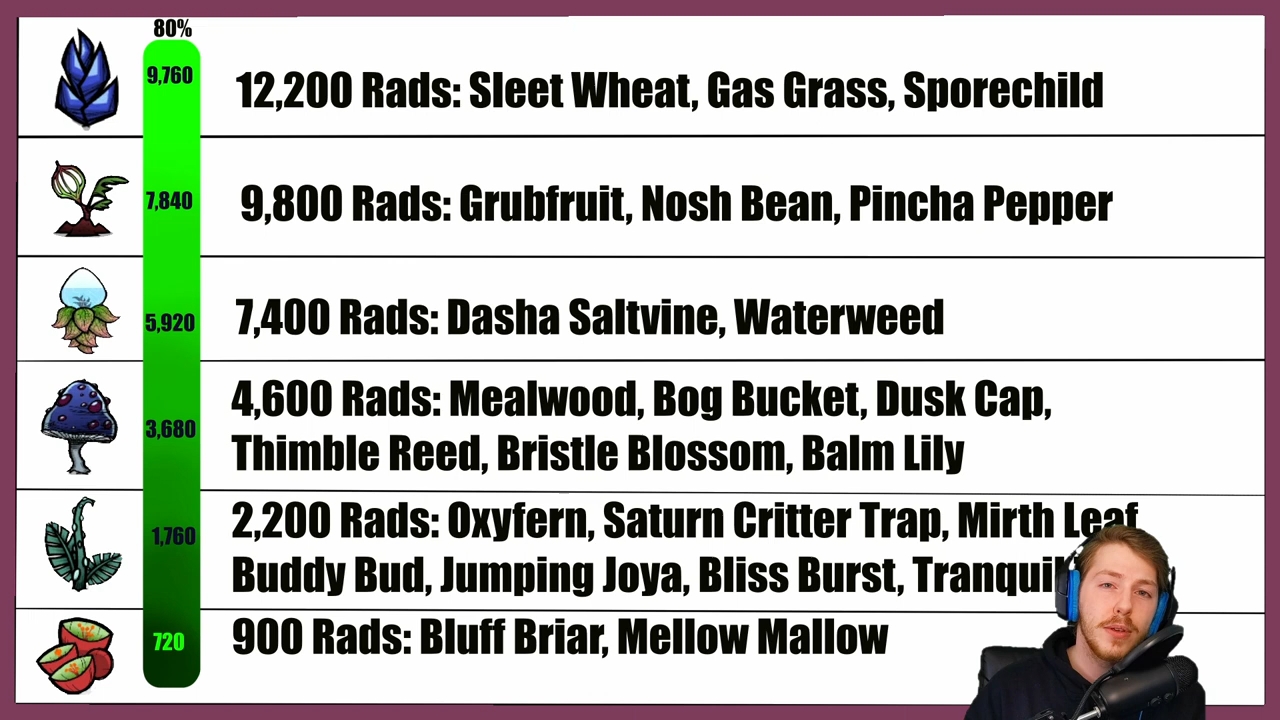 80%
9,760
12,200 Rads: Sleet Wheat, Gas Grass, Sporechild
7,840
9,800 Rads: Grubfruit, Nosh Bean, Pincha Pepper
5,920
7,400 Rads: Dasha Saltvine, Waterweed
3,680
4,600 Rads: Mealwood, Bog Bucket, Dusk Cap,
Thimble Reed, Bristle Blossom, Balm Lily
1,760
2,200 Rads: Oxyfern, Saturn Critter Trap, Mirth Leaf
Buddy Bud, Jumping Joya, Bliss Burst,
720
900 Rads: Bluff Briar, Mellow Mallow